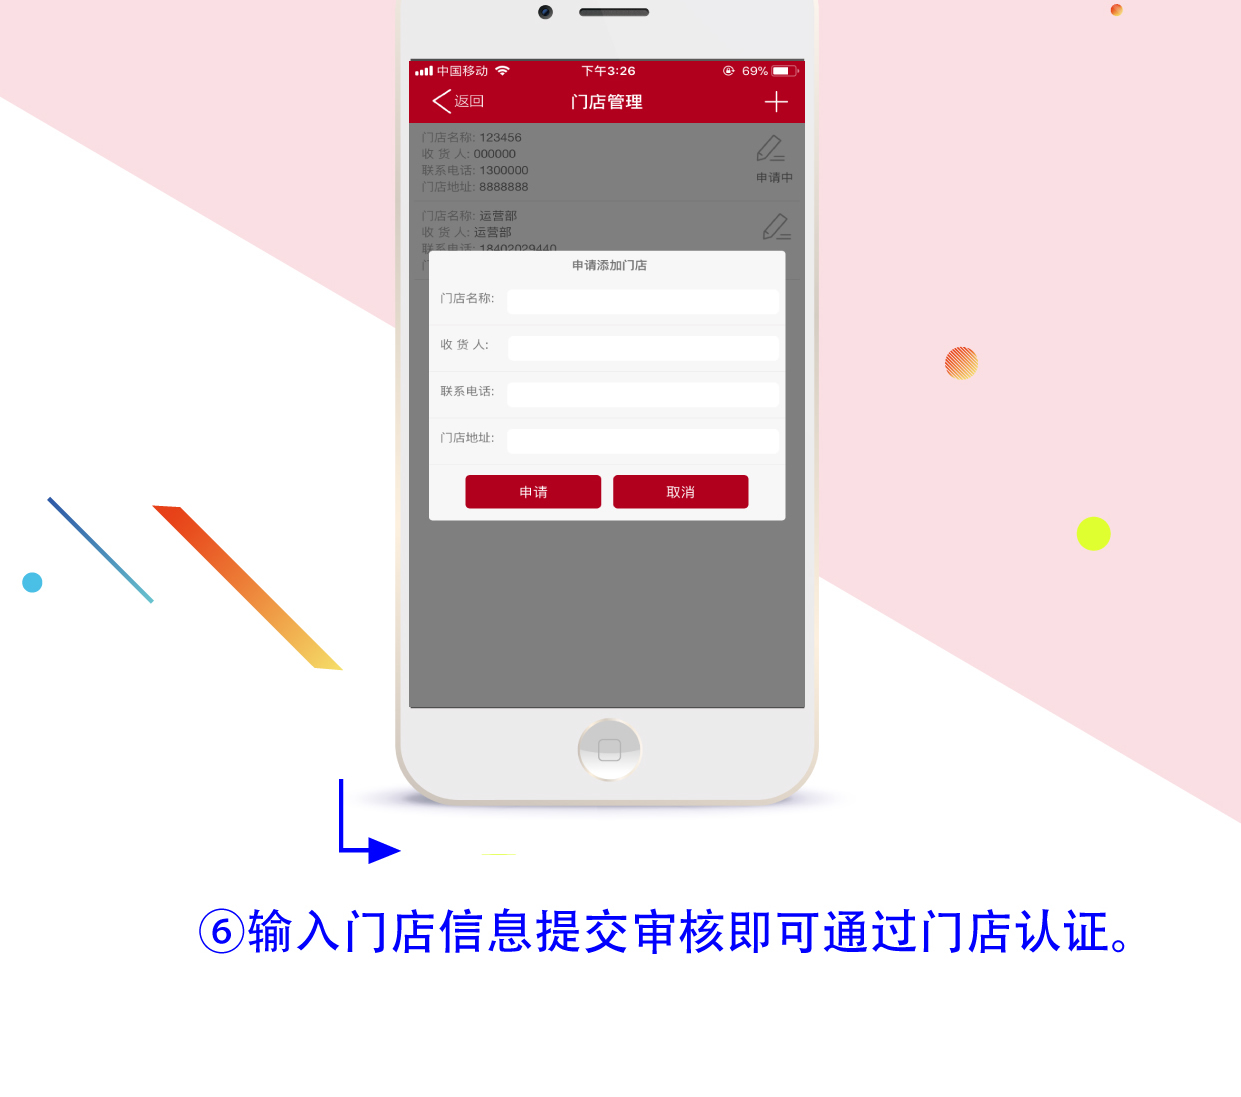 中国移动 下午3:26 69%
返回 门店管理
门店名称: 123456
收 货 人: 000000
联系电话: 1300000
门店地址: 8888888
申请中
门店名称: 运营部
收 货 人: 运营部
联系电话: 18402029440
申请添加门店
门店名称:
收 货 人:
联系电话:
门店地址:
申请 取消
⑥输入门店信息提交审核即可通过门店认证。